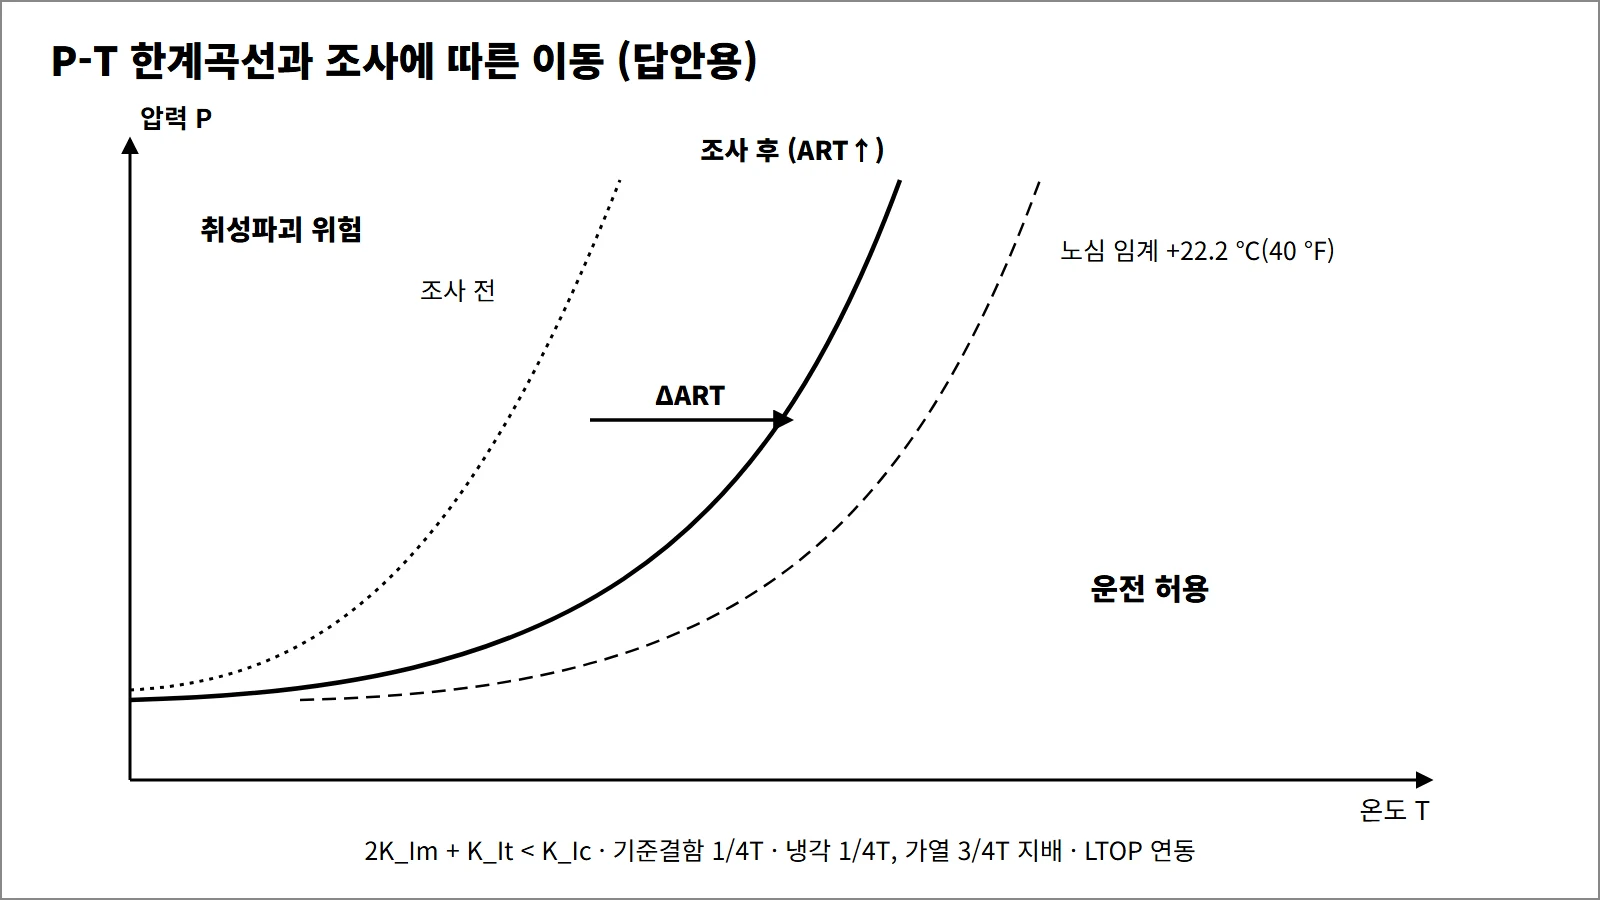 P-T 한계곡선과 조사에 따른 이동 (답안용)
압력 P
조사 후 (ART↑)
취성파괴 위험
노심 임계 +22.2 ℃(40 ℉)
조사 전
ΔART
운전 허용
온도 T
2K_Im + K_It < K_Ic · 기준결함 1/4T · 냉각 1/4T, 가열 3/4T 지배 · LTOP 연동